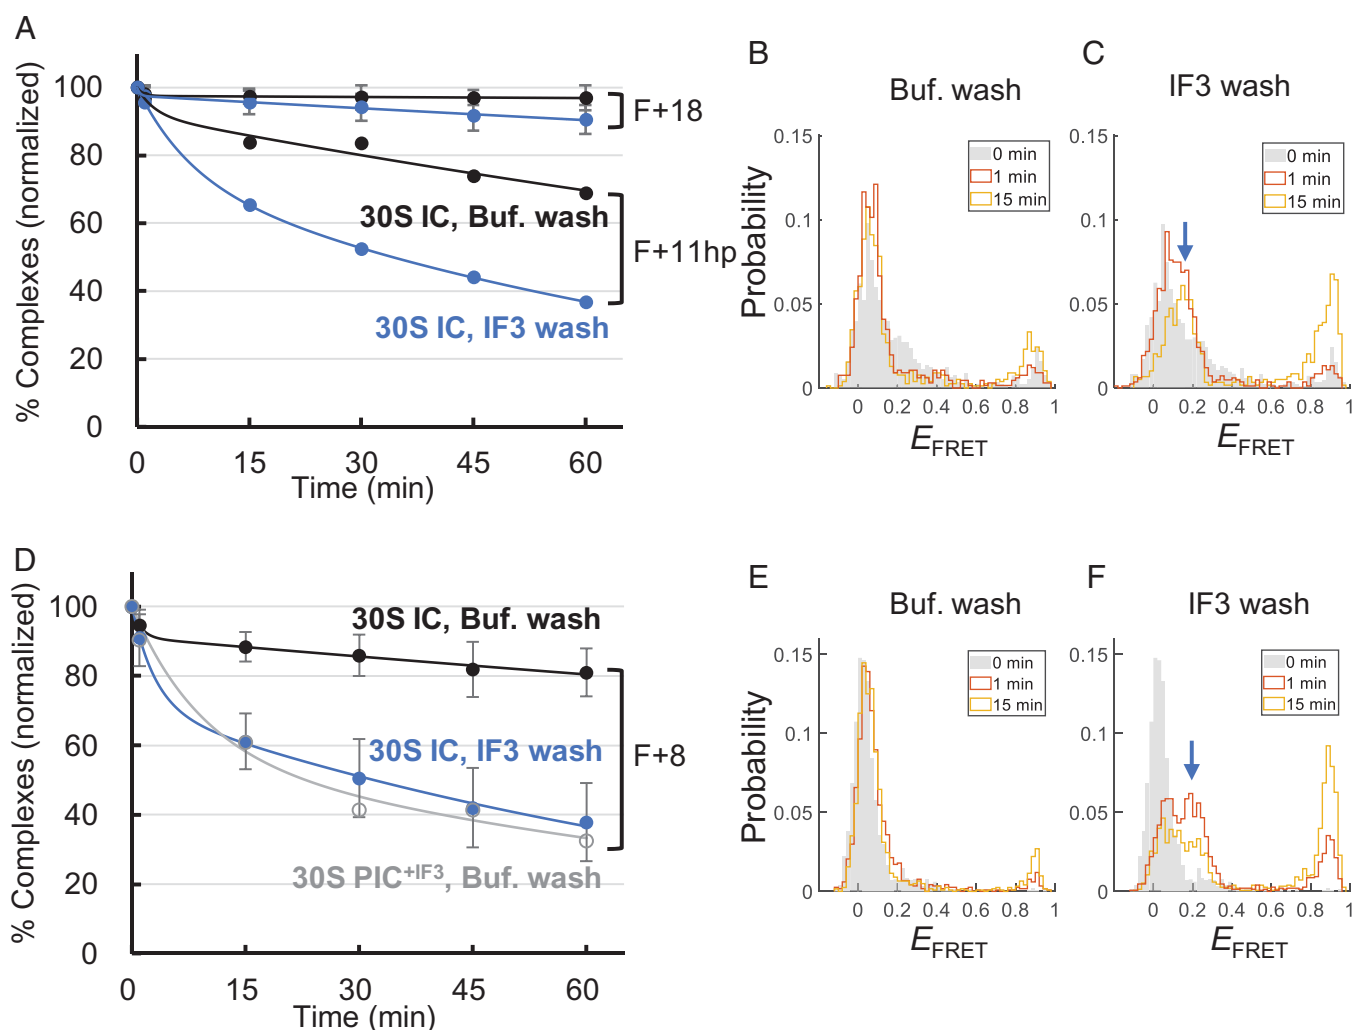 A
% Complexes (normalized)
100
80
60
40
20
0
0 15 30 45 60
Time (min)
F+18
30S IC, Buf. wash
F+11hp
30S IC, IF3 wash
B
Buf. wash
Probability
0.15
0.1
0.05
0
0 0.2 0.4 0.6 0.8 1
E FRET
0 min
1 min
15 min
C
IF3 wash
0.15
0.1
0.05
0
0 0.2 0.4 0.6 0.8 1
E FRET
0 min
1 min
15 min
D
% Complexes (normalized)
100
80
60
40
20
0
0 15 30 45 60
Time (min)
30S IC, Buf. wash
30S IC, IF3 wash
F+8
30S PIC+IF3, Buf. wash
E
Buf. wash
Probability
0.15
0.1
0.05
0
0 0.2 0.4 0.6 0.8 1
E FRET
0 min
1 min
15 min
F
IF3 wash
0.15
0.1
0.05
0
0 0.2 0.4 0.6 0.8 1
E FRET
0 min
1 min
15 min